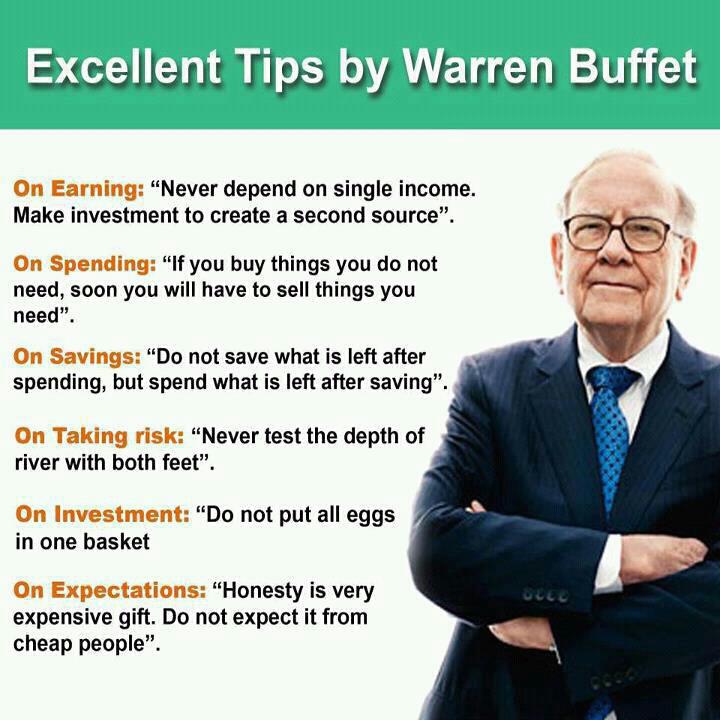 Excellent Tips by Warren Buffet
On Earning: “Never depend on single income.
Make investment to create a second source”.
On Spending: “If you buy things you do not
need, soon you will have to sell things you
need”.
On Savings: “Do not save what is left after
spending, but spend what is left after saving”.
On Taking risk: “Never test the depth of
river with both feet”.
On Investment: “Do not put all eggs
in one basket
On Expectations: “Honesty is very
expensive gift. Do not expect it from
cheap people”.